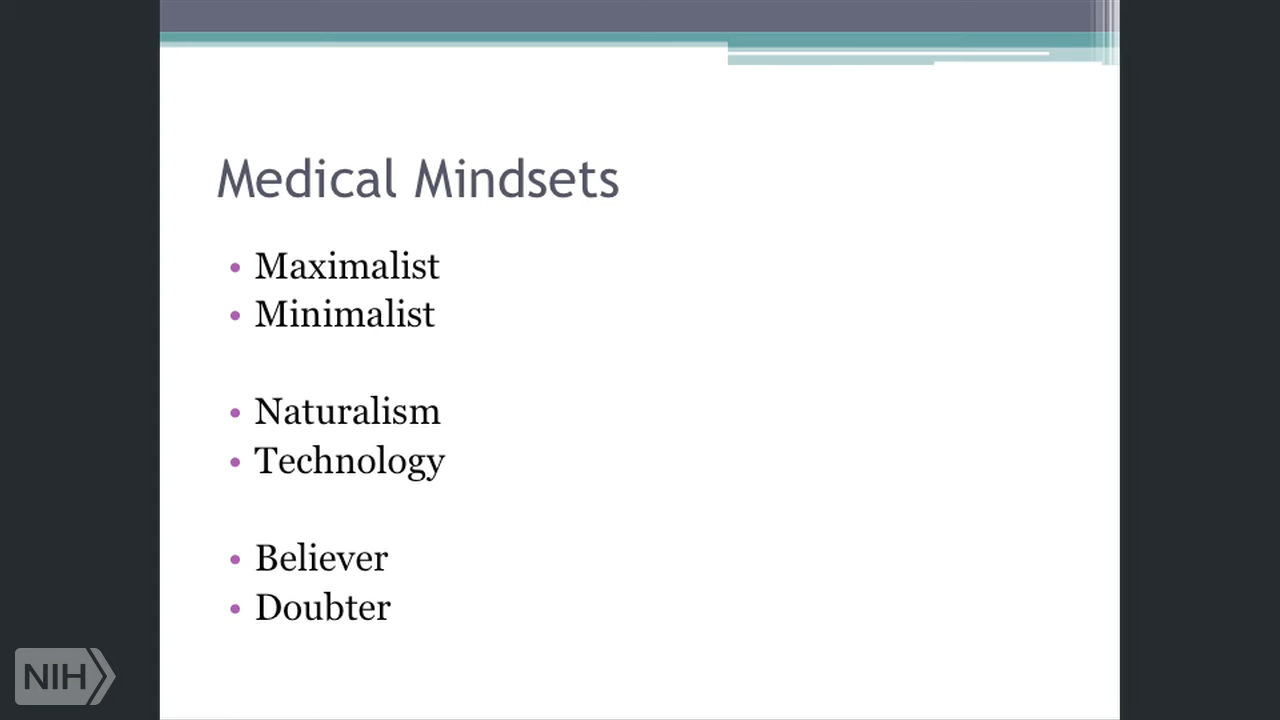 Medical Mindsets
• Maximalist
• Minimalist
• Naturalism
• Technology
• Believer
• Doubter
NIH